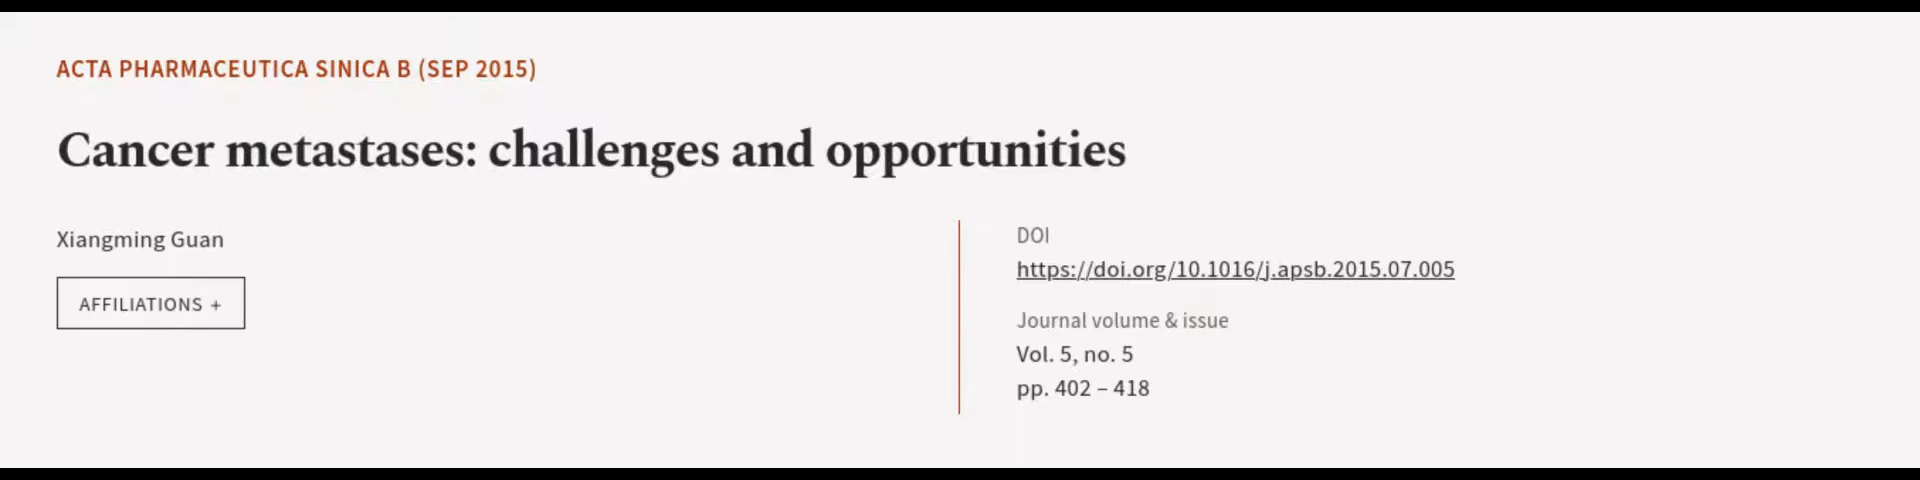 ACTA PHARMACEUTICA SINICA B (SEP 2015)
Cancer metastases: challenges and opportunities
Xiangming Guan
AFFILIATIONS +
DOI
https://doi.org/10.1016/j.apsb.2015.07.005
Journal volume & issue
Vol. 5, no. 5
pp. 402 – 418